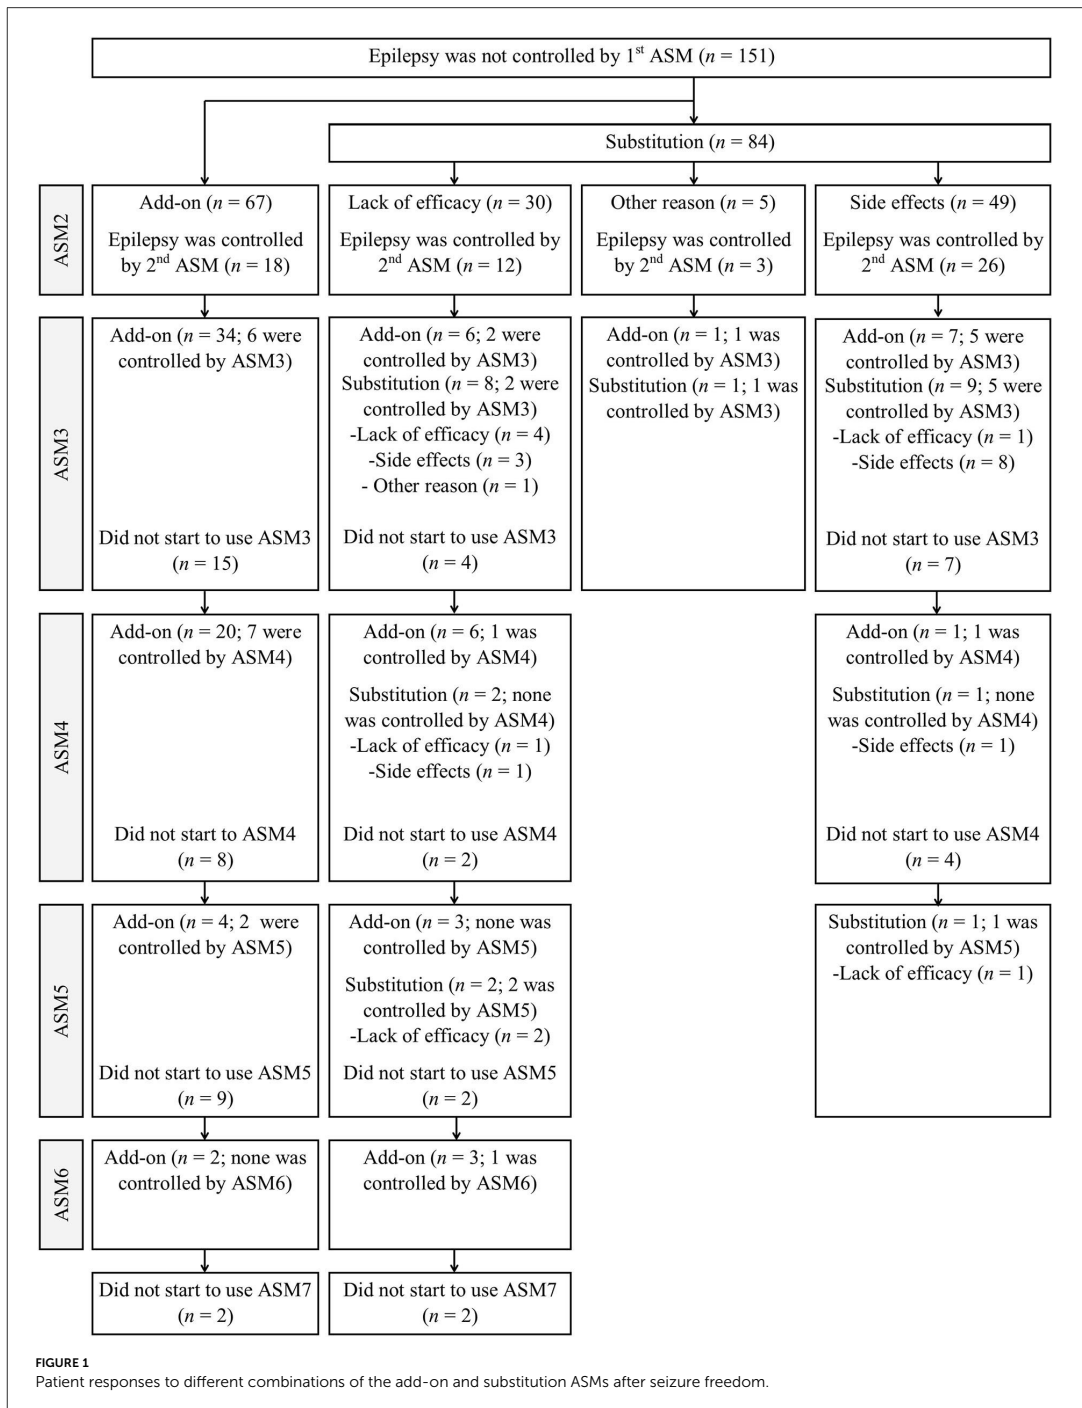 Epilepsy was not controlled by 1st ASM (n = 151)
Substitution (n = 84)
ASM2
Add-on (n = 67)
Epilepsy was controlled
by 2nd ASM (n = 18)
Lack of efficacy (n = 30)
Epilepsy was controlled by
2nd ASM (n = 12)
Other reason (n = 5)
Epilepsy was controlled
by 2nd ASM (n = 3)
Side effects (n = 49)
Epilepsy was controlled by
2nd ASM (n = 26)
ASM3
Add-on (n = 34; 6 were
controlled by ASM3)
Did not start to use ASM3
(n = 15)
Add-on (n = 6; 2 were
controlled by ASM3)
Substitution (n = 8; 2 were
controlled by ASM3)
-Lack of efficacy (n = 4)
-Side effects (n = 3)
- Other reason (n = 1)
Did not start to use ASM3
(n = 4)
Add-on (n = 1; 1 was
controlled by ASM3)
Substitution (n = 1; 1 was
controlled by ASM3)
Add-on (n = 7; 5 were
controlled by ASM3)
Substitution (n = 9; 5 were
controlled by ASM3)
-Lack of efficacy (n = 1)
-Side effects (n = 8)
Did not start to use ASM3
(n = 7)
ASM4
Add-on (n = 20; 7 were
controlled by ASM4)
Did not start to ASM4
(n = 8)
Add-on (n = 6; 1 was
controlled by ASM4)
Substitution (n = 2; none
was controlled by ASM4)
-Lack of efficacy (n = 1)
-Side effects (n = 1)
Did not start to use ASM4
(n = 2)
Add-on (n = 1; 1 was
controlled by ASM4)
Substitution (n = 1; none
was controlled by ASM4)
-Side effects (n = 1)
Did not start to use ASM4
(n = 4)
ASM5
Add-on (n = 4; 2 were
controlled by ASM5)
Did not start to use ASM5
(n = 9)
Add-on (n = 3; none was
controlled by ASM5)
Substitution (n = 2; 2 was
controlled by ASM5)
-Lack of efficacy (n = 2)
Did not start to use ASM5
(n = 2)
Substitution (n = 1; 1 was
controlled by ASM5)
-Lack of efficacy (n = 1)
ASM6
Add-on (n = 2; none was
controlled by ASM6)
Add-on (n = 3; 1 was
controlled by ASM6)
Did not start to use ASM7
(n = 2)
Did not start to use ASM7
(n = 2)
FIGURE 1
Patient responses to different combinations of the add-on and substitution ASMs after seizure freedom.